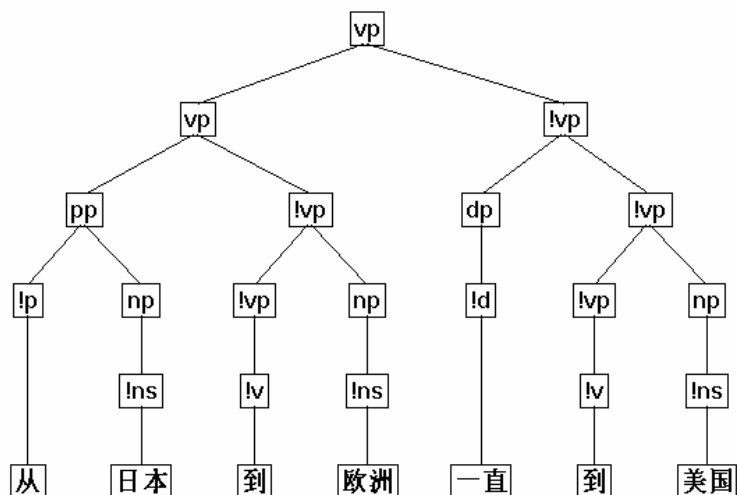 vp
vp !vp
pp !vp dp !vp
!p np !vp np !d !vp np
!ns !v !ns !v !ns
从 日本 到 欧洲 一直 到 美国